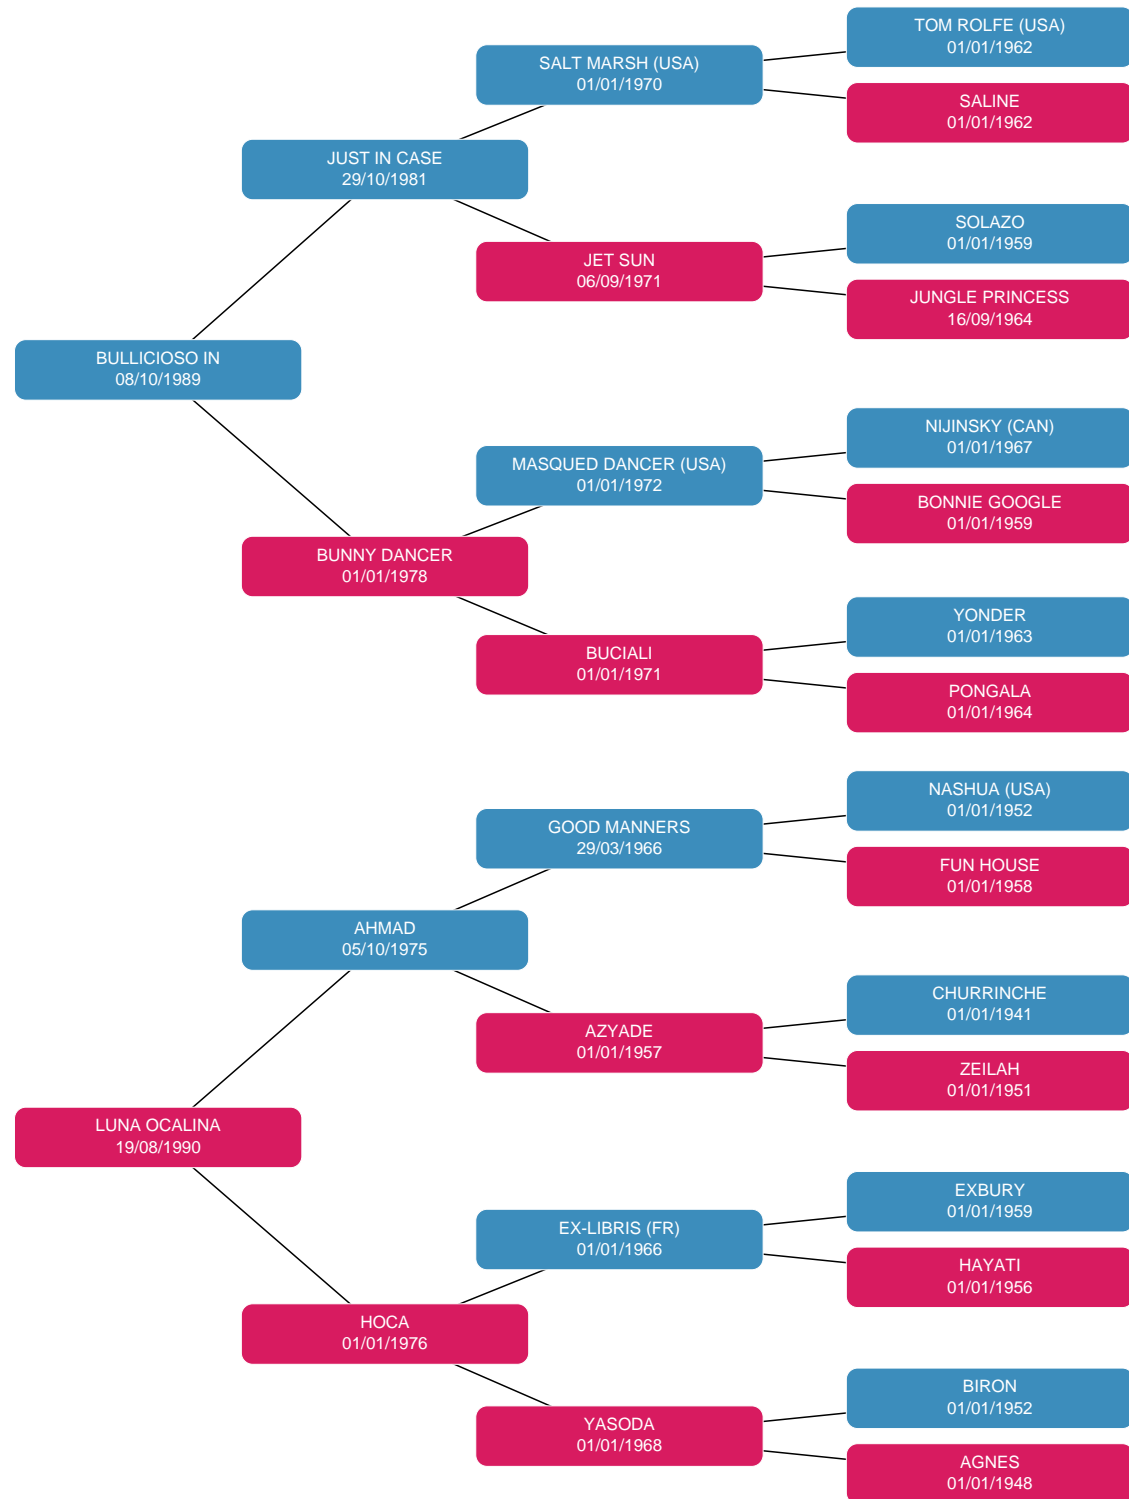 TOM ROLFE (USA)
01/01/1962
SALT MARSH (USA)
01/01/1970
SALINE
01/01/1962
JUST IN CASE
29/10/1981
SOLAZO
01/01/1959
JET SUN
06/09/1971
JUNGLE PRINCESS
16/09/1964
BULLICIOSO IN
08/10/1989
NIJINSKY (CAN)
01/01/1967
MASQUED DANCER (USA)
01/01/1972
BONNIE GOOGLE
01/01/1959
BUNNY DANCER
01/01/1978
YONDER
01/01/1963
BUCIALI
01/01/1971
PONGALA
01/01/1964
NASHUA (USA)
01/01/1952
GOOD MANNERS
29/03/1966
FUN HOUSE
01/01/1958
AHMAD
05/10/1975
CHURRINCHE
01/01/1941
AZYADE
01/01/1957
ZEILAH
01/01/1951
LUNA OCALINA
19/08/1990
EXBURY
01/01/1959
EX-LIBRIS (FR)
01/01/1966
HAYATI
01/01/1956
HOCA
01/01/1976
BIRON
01/01/1952
YASODA
01/01/1968
AGNES
01/01/1948